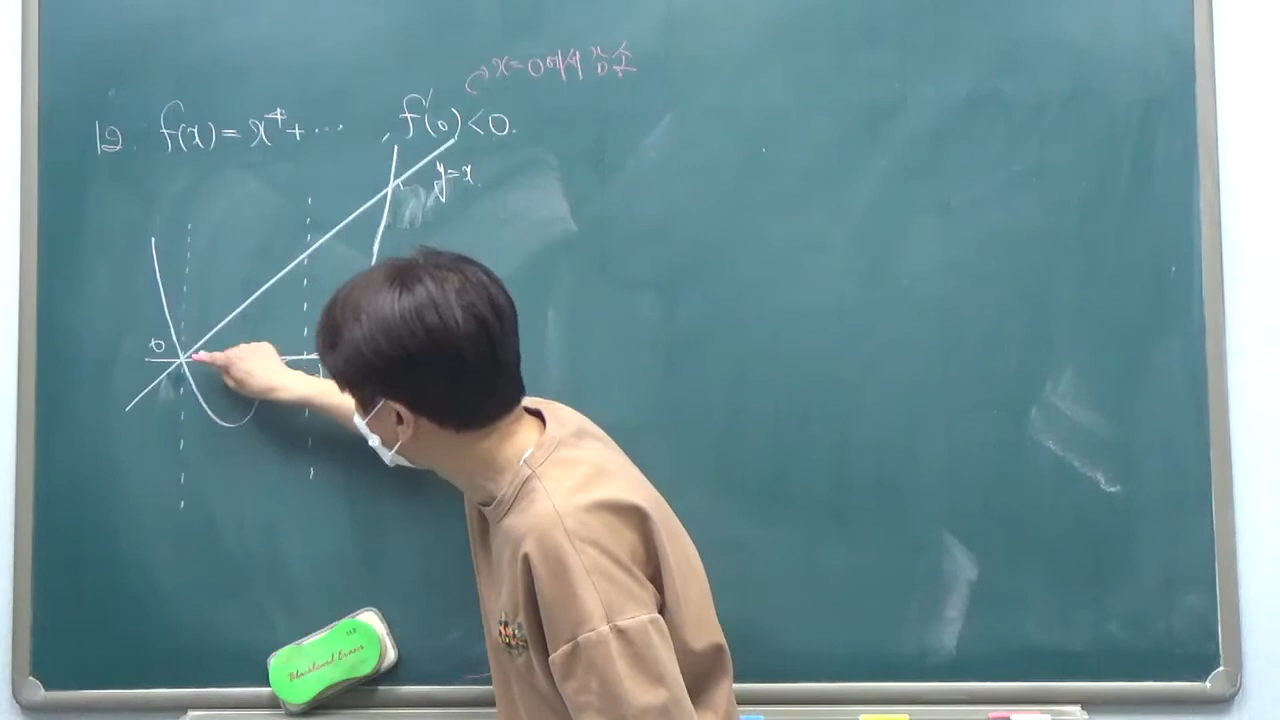 x=0에서 감소
12. f(x) = x⁴+ ⋯ , f'(0)<0.
y=x.
0
Blackboard Eraser